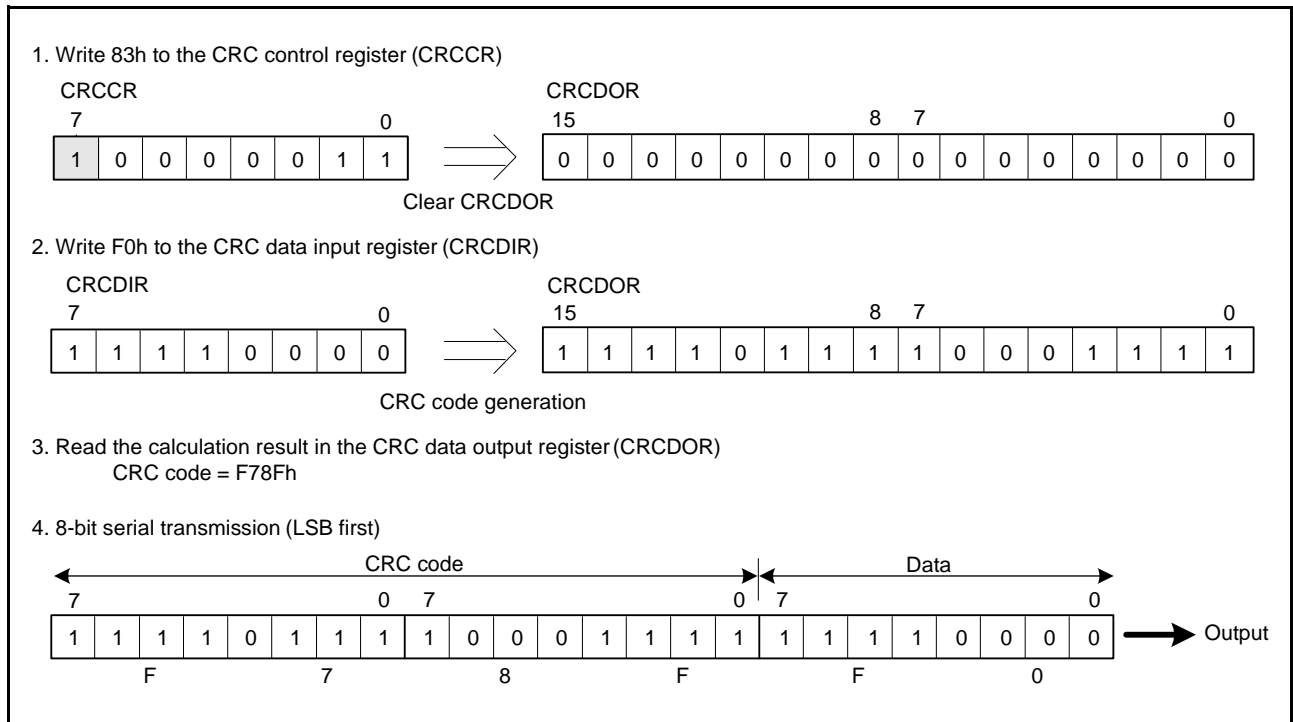 1. Write 83h to the CRC control register (CRCCR)
CRCCR CRCDOR
7 0 15 8 7 0
1 0 0 0 0 0 1 1 0 0 0 0 0 0 0 0 0 0 0 0 0 0 0 0
Clear CRCDOR
2. Write F0h to the CRC data input register (CRCDIR)
CRCDIR CRCDOR
7 0 15 8 7 0
1 1 1 1 0 0 0 0 1 1 1 1 0 1 1 1 1 0 0 0 1 1 1 1
CRC code generation
3. Read the calculation result in the CRC data output register (CRCDOR)
CRC code = F78Fh
4. 8-bit serial transmission (LSB first)
CRC code Data
7 0 7 0 7 0
1 1 1 1 0 1 1 1 1 0 0 0 1 1 1 1 1 1 1 1 0 0 0 0 Output
F 7 8 F F 0